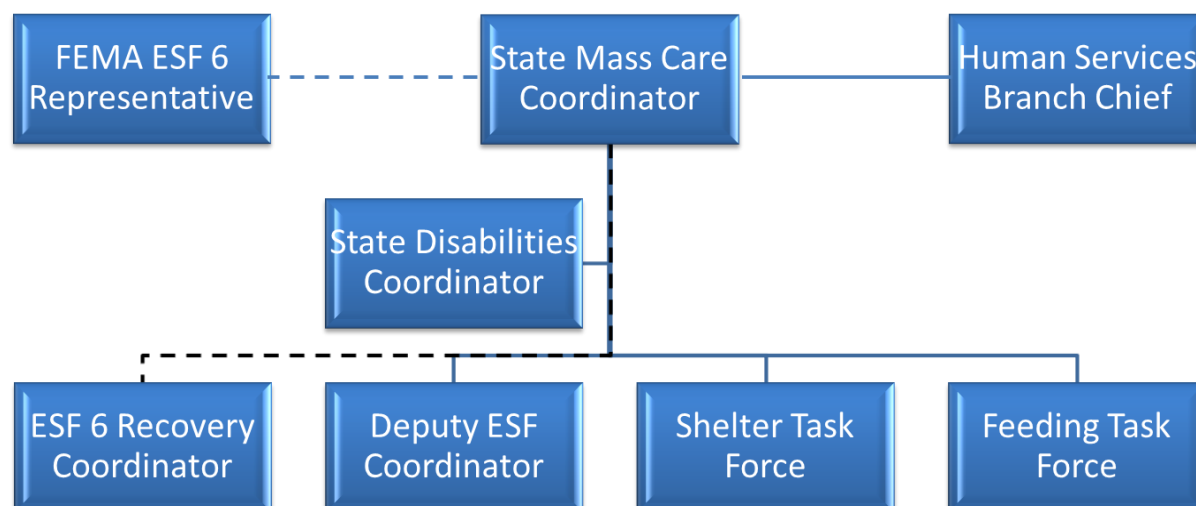 FEMA ESF 6
Representative
State Mass Care
Coordinator
Human Services
Branch Chief
State Disabilities
Coordinator
ESF 6 Recovery
Coordinator
Deputy ESF
Coordinator
Shelter Task
Force
Feeding Task
Force